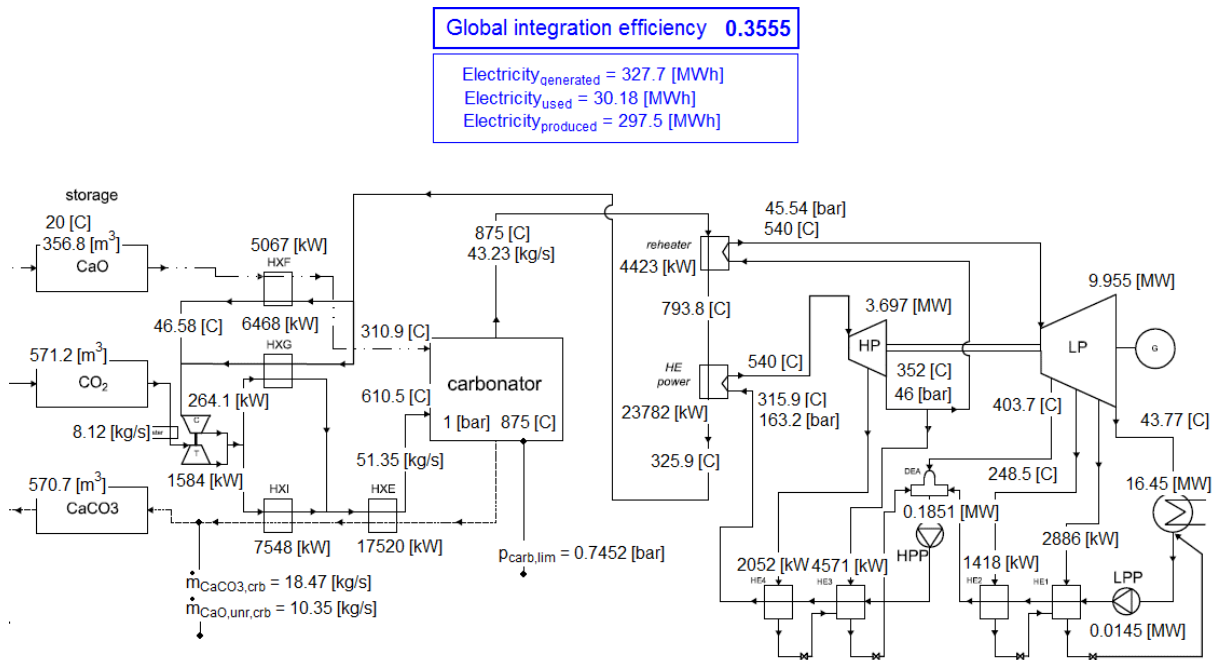 Global integration efficiency 0.3555
Electricity generated = 327.7 [MWh]
Electricity used = 30.18 [MWh]
Electricity produced = 297.5 [MWh]
storage
20 [C]
356.8 [m3]
CaO
5067 [kW]
HXF
6468 [kW]
46.58 [C]
HXG
571.2 [m3]
CO2
264.1 [kW]
8.12 [kg/s]
C
T
1584 [kW]
570.7 [m3]
CaCO3
HXI
7548 [kW]
HXE
17520 [kW]
51.35 [kg/s]
ṁCaCO3,crb = 18.47 [kg/s]
ṁCaO,unr,crb = 10.35 [kg/s]
875 [C]
43.23 [kg/s]
310.9 [C]
610.5 [C]
carbonator
1 [bar] 875 [C]
pcarb,lim = 0.7452 [bar]
reheater
4423 [kW]
793.8 [C]
HE
power
23782 [kW]
325.9 [C]
45.54 [bar]
540 [C]
3.697 [MW]
HP
540 [C]
315.9 [C]
163.2 [bar]
352 [C]
46 [bar]
9.955 [MW]
LP
G
403.7 [C]
43.77 [C]
248.5 [C]
16.45 [MW]
DEA
0.1851 [MW]
HPP
2052 [kW]
4571 [kW]
HE4
HE3
1418 [kW]
2886 [kW]
HE2
HE1
LPP
0.0145 [MW]